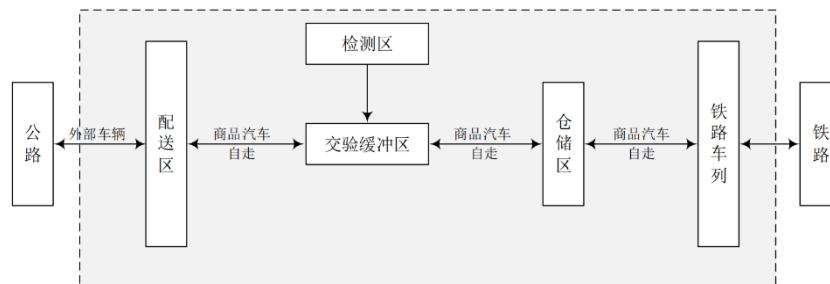 检测区
公路
外部车辆
配送区
商品汽车
自走
交验缓冲区
商品汽车
自走
仓储区
商品汽车
自走
铁路车列
铁路